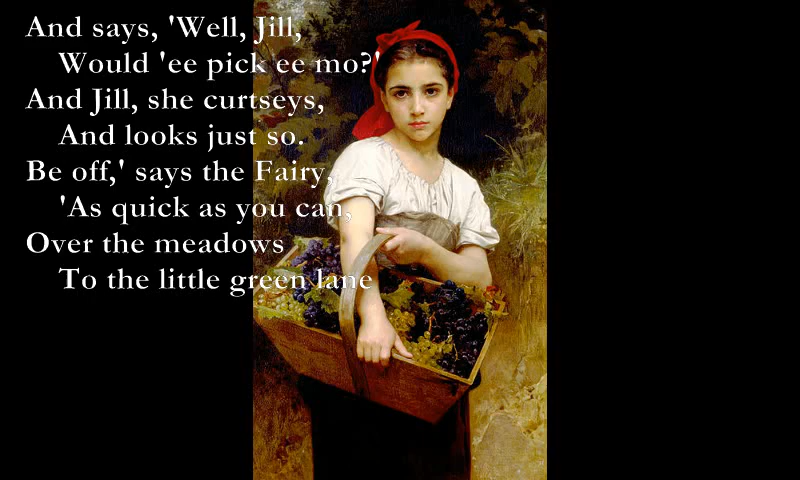 And says, 'Well, Jill,
Would 'ee pick ee mo?'
And Jill, she curtseys,
And looks just so.
Be off,' says the Fairy,
'As quick as you can,
Over the meadows
To the little green lane